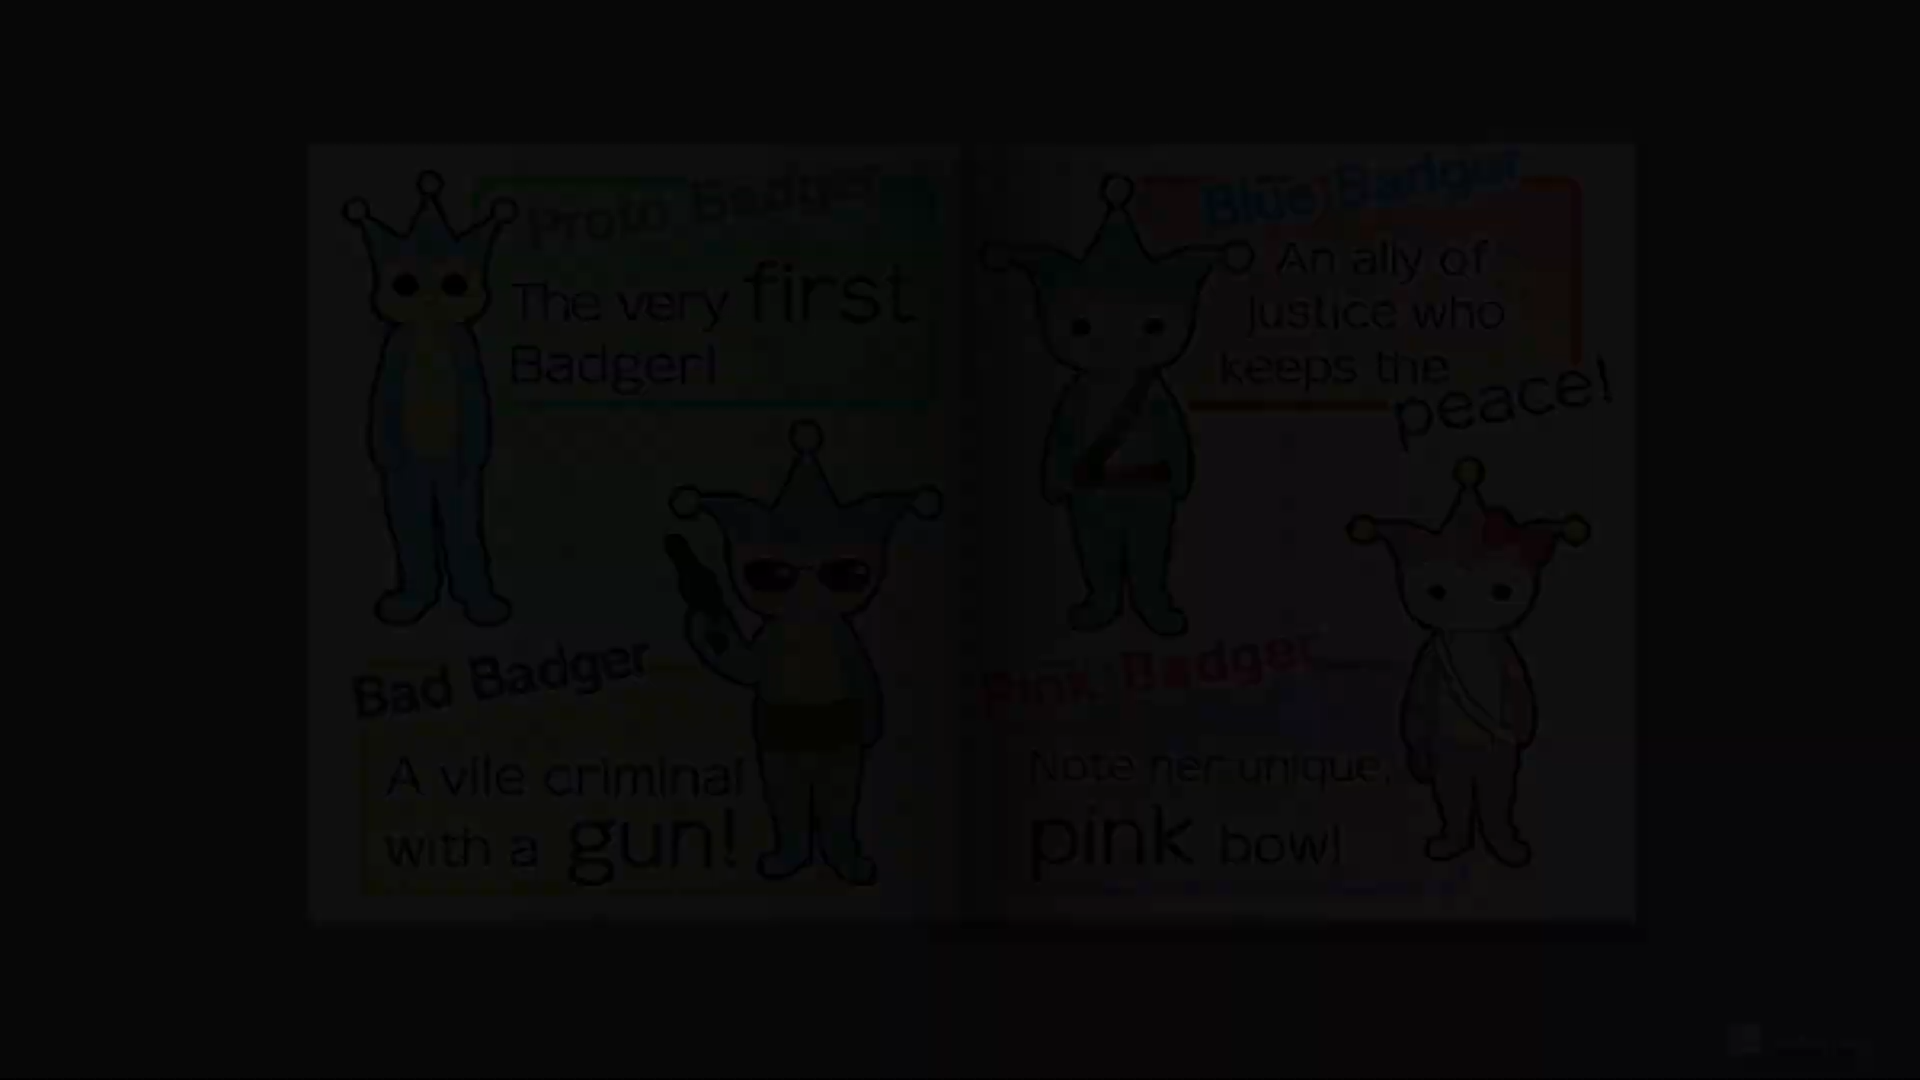 Proto Badger
The very first
Badger!
Bad Badger
A vile criminal
with a gun!
Blue Badger
An ally of
justice who
keeps the
peace!
Pink Badger
Note her unique,
pink bow!